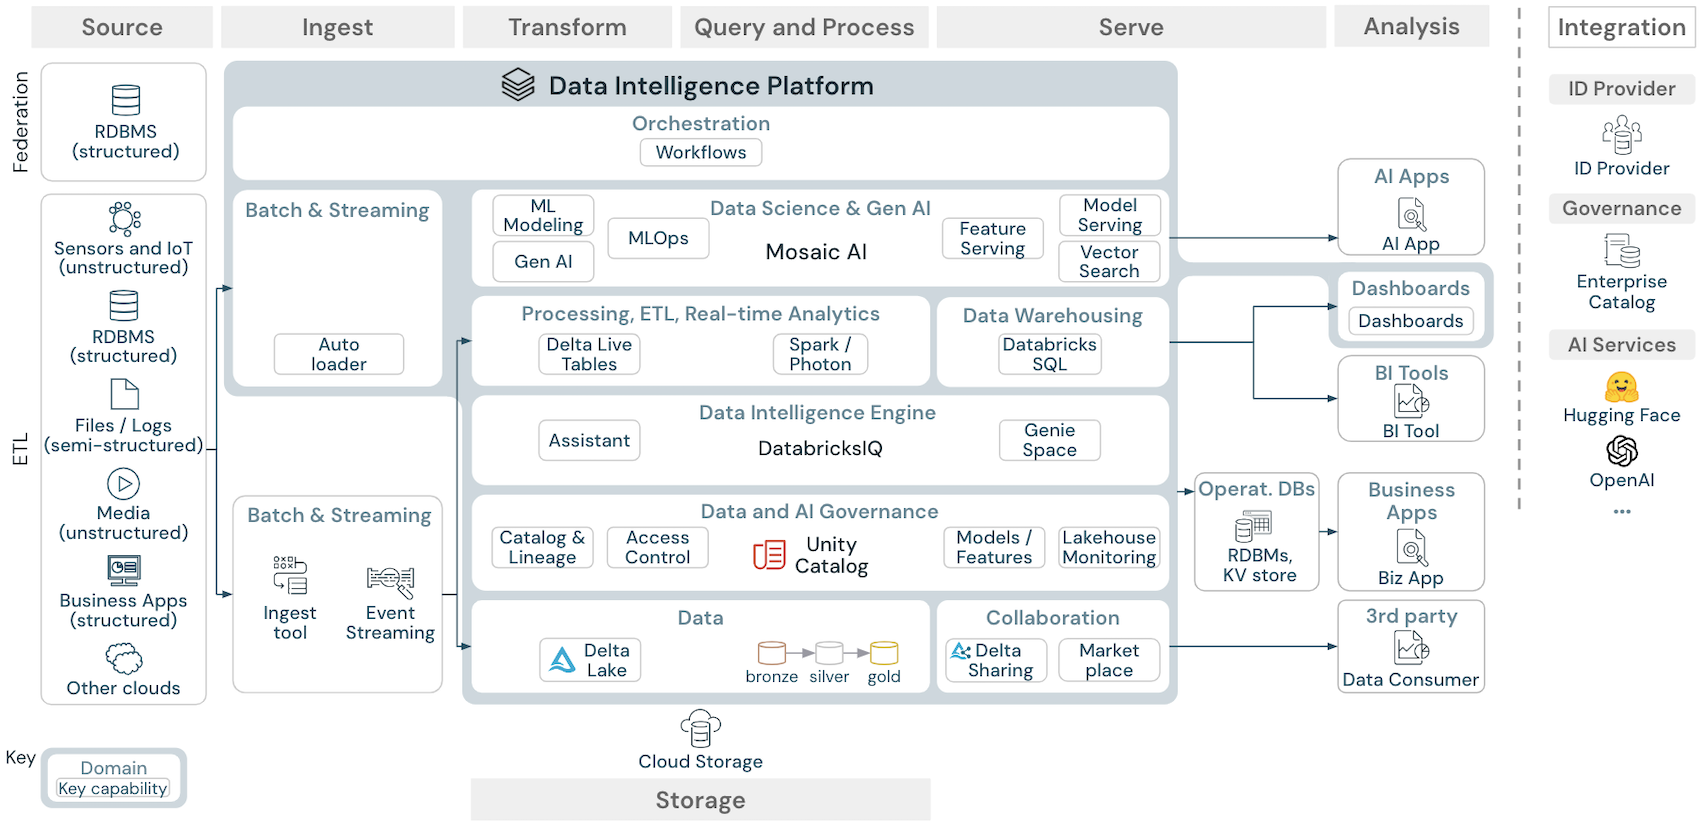 Source
Ingest
Transform
Query and Process
Serve
Analysis
Integration
Federation
RDBMS
(structured)
ETL
Sensors and IoT
(unstructured)
RDBMS
(structured)
Files / Logs
(semi-structured)
Media
(unstructured)
Business Apps
(structured)
Other clouds
Data Intelligence Platform
Orchestration
Workflows
Batch & Streaming
Auto
loader
Batch & Streaming
Ingest
tool
Event
Streaming
Data Science & Gen AI
ML
Modeling
Gen AI
MLOps
Mosaic AI
Feature
Serving
Model
Serving
Vector
Search
Processing, ETL, Real-time Analytics
Delta Live
Tables
Spark /
Photon
Data Warehousing
Databricks
SQL
Data Intelligence Engine
Assistant
DatabricksIQ
Genie
Space
Data and AI Governance
Catalog &
Lineage
Access
Control
Unity
Catalog
Models /
Features
Lakehouse
Monitoring
Data
Delta
Lake
bronze
silver
gold
Collaboration
Delta
Sharing
Market
place
Cloud Storage
Storage
AI Apps
AI App
Dashboards
Dashboards
BI Tools
BI Tool
Operat. DBs
RDBMs,
KV store
Business
Apps
Biz App
3rd party
Data Consumer
ID Provider
ID Provider
Governance
Enterprise
Catalog
AI Services
Hugging Face
OpenAI
...
Key
Domain
Key capability